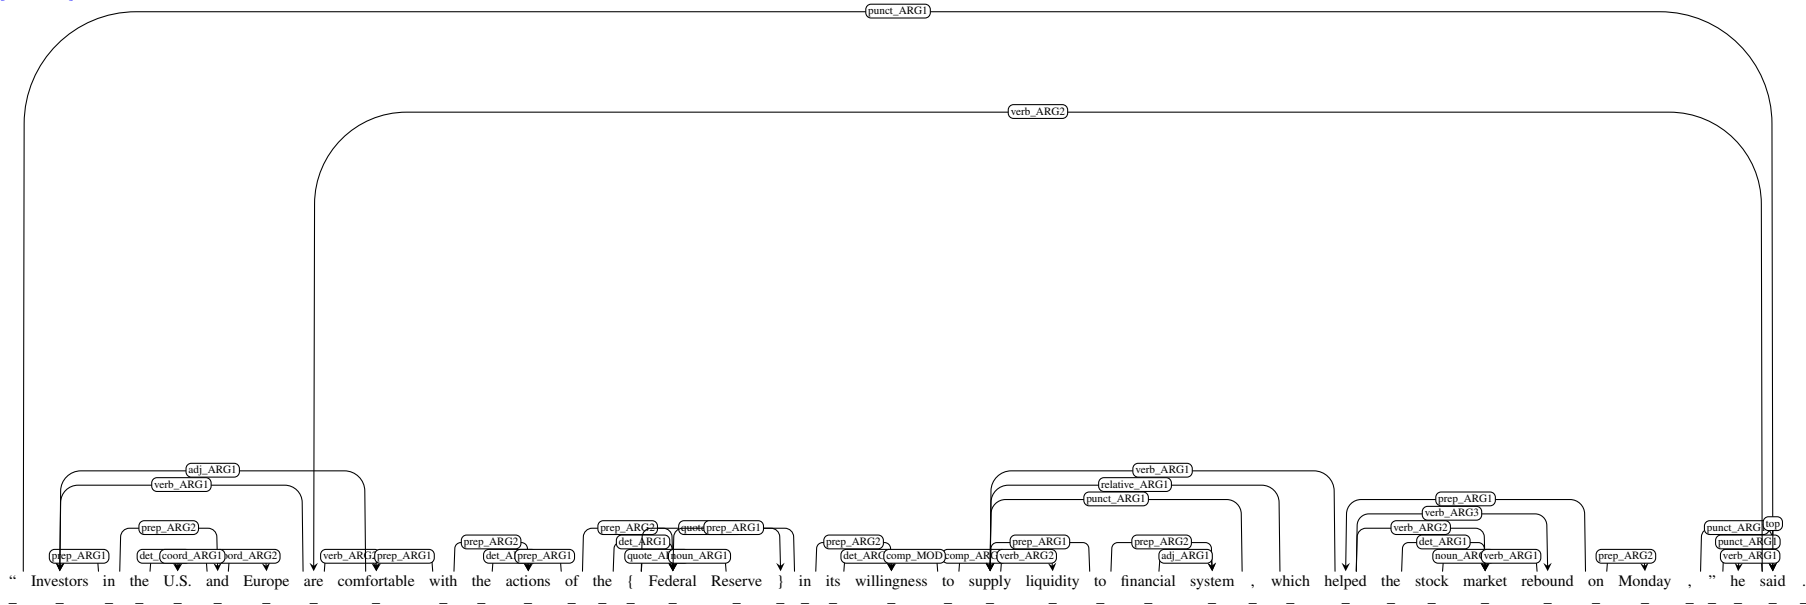 punct_ARG1
verb_ARG2
adj_ARG1 verb_ARG1
verb_ARG1 relative_ARG1
punct_ARG1 prep_ARG1
verb_ARG3
prep_ARG2 prep_ARG2 prep_ARG1 verb_ARG2 top
prep_ARG2 det_ARG1 prep_ARG2 prep_ARG1 prep_ARG2 det_ARG1 punct_ARG1
prep_ARG1 coord_ARG1 prep_ARG1 prep_ARG1 noun_ARG1 comp_MOD verb_ARG2 adj_ARG1 verb_ARG1 prep_ARG2 verb_ARG1
“ Investors in the U.S. and Europe are comfortable with the actions of the { Federal Reserve } in its willingness to supply liquidity to financial system , which helped the stock market rebound on Monday , ” he said .